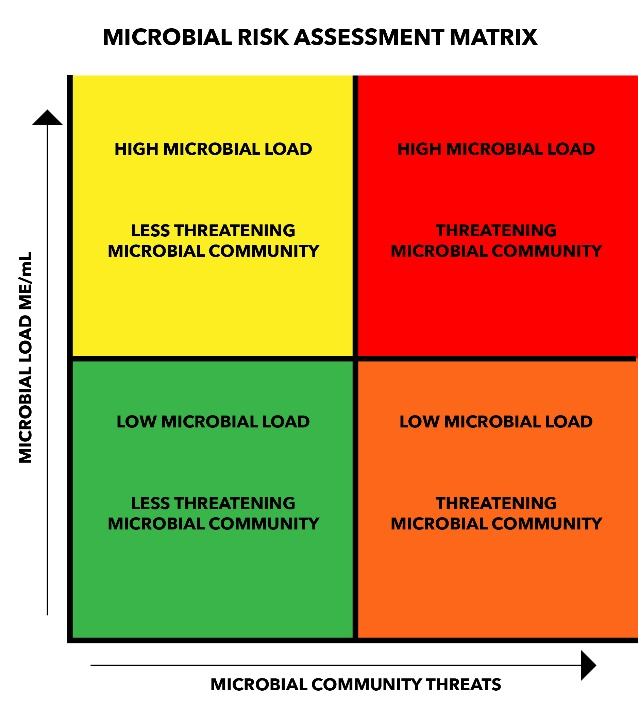 MICROBIAL RISK ASSESSMENT MATRIX
HIGH MICROBIAL LOAD
LESS THREATENING
MICROBIAL COMMUNITY
HIGH MICROBIAL LOAD
THREATENING
MICROBIAL COMMUNITY
MICROBIAL LOAD ME/mL
LOW MICROBIAL LOAD
LESS THREATENING
MICROBIAL COMMUNITY
LOW MICROBIAL LOAD
THREATENING
MICROBIAL COMMUNITY
MICROBIAL COMMUNITY THREATS